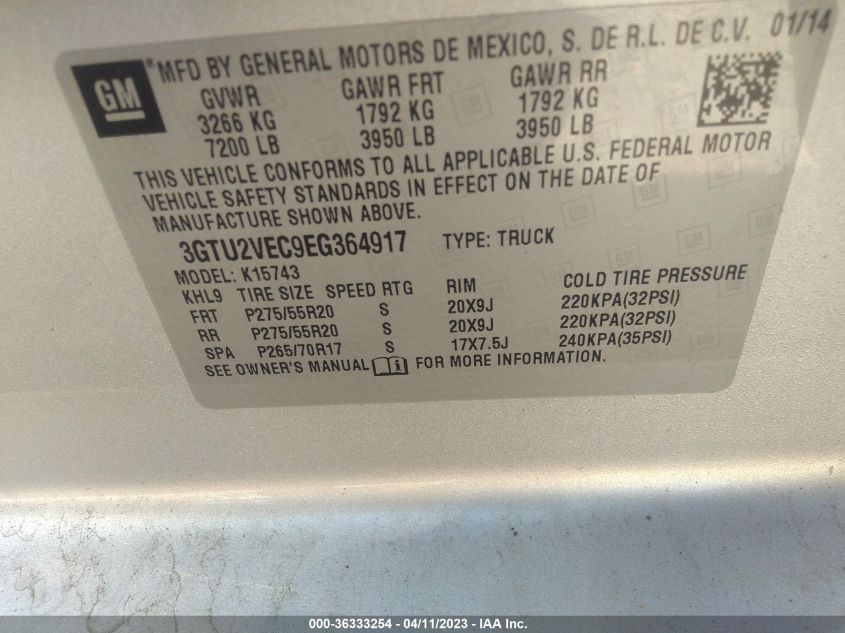 GM
MFD BY GENERAL MOTORS DE MEXICO, S. DE R.L. DE C.V. 01/14
GVWR GAWR FRT GAWR RR
3266 KG 1792 KG 1792 KG
7200 LB 3950 LB 3950 LB
THIS VEHICLE CONFORMS TO ALL APPLICABLE U.S. FEDERAL MOTOR
VEHICLE SAFETY STANDARDS IN EFFECT ON THE DATE OF
MANUFACTURE SHOWN ABOVE.
3GTU2VEC9EG364917 TYPE: TRUCK
MODEL: K15743
KHL9 TIRE SIZE SPEED RTG RIM COLD TIRE PRESSURE
FRT P275/55R20 S 20X9J 220KPA(32PSI)
RR P275/55R20 S 20X9J 220KPA(32PSI)
SPA P265/70R17 S 17X7.5J 240KPA(35PSI)
SEE OWNER'S MANUAL i FOR MORE INFORMATION.
000-36333254 - 04/11/2023 - IAA Inc.